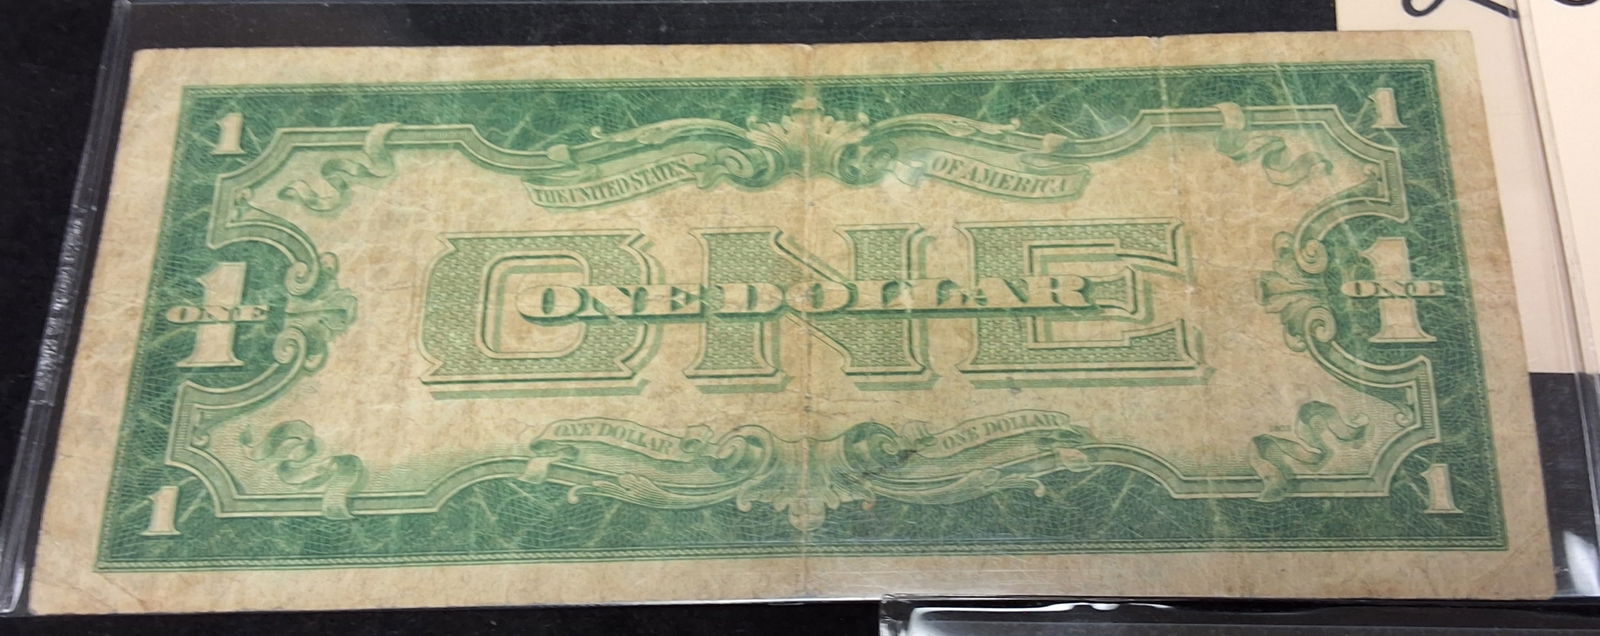 1 1
THE UNITED STATES OF AMERICA
ONE
ONE DOLLAR
1 ONE 1 ONE
ONE DOLLAR ONE DOLLAR
1 1